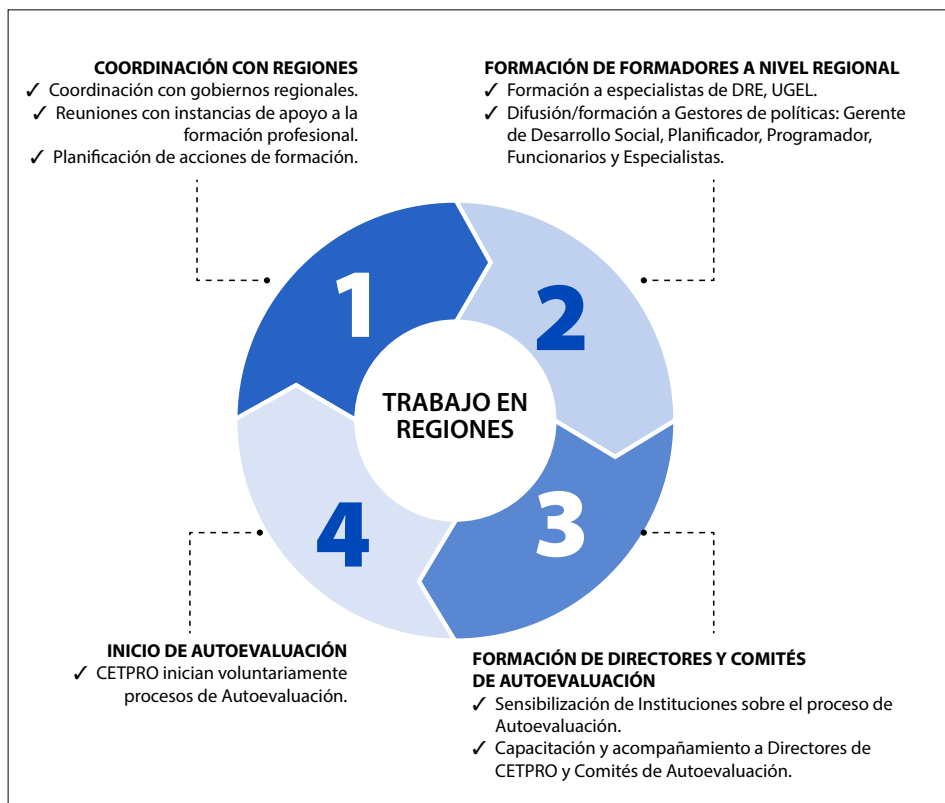 COORDINACIÓN CON REGIONES
✓ Coordinación con gobiernos regionales.
✓ Reuniones con instancias de apoyo a la
formación profesional.
✓ Planificación de acciones de formación.
FORMACIÓN DE FORMADORES A NIVEL REGIONAL
✓ Formación a especialistas de DRE, UGEL.
✓ Difusión/formación a Gestores de políticas: Gerente
de Desarrollo Social, Planificador, Programador,
Funcionarios y Especialistas.
1
2
TRABAJO EN
REGIONES
4
3
INICIO DE AUTOEVALUACIÓN
✓ CETPRO inician voluntariamente
procesos de Autoevaluación.
FORMACIÓN DE DIRECTORES Y COMITÉS
DE AUTOEVALUACIÓN
✓ Sensibilización de Instituciones sobre el proceso de
Autoevaluación.
✓ Capacitación y acompañamiento a Directores de
CETPRO y Comités de Autoevaluación.